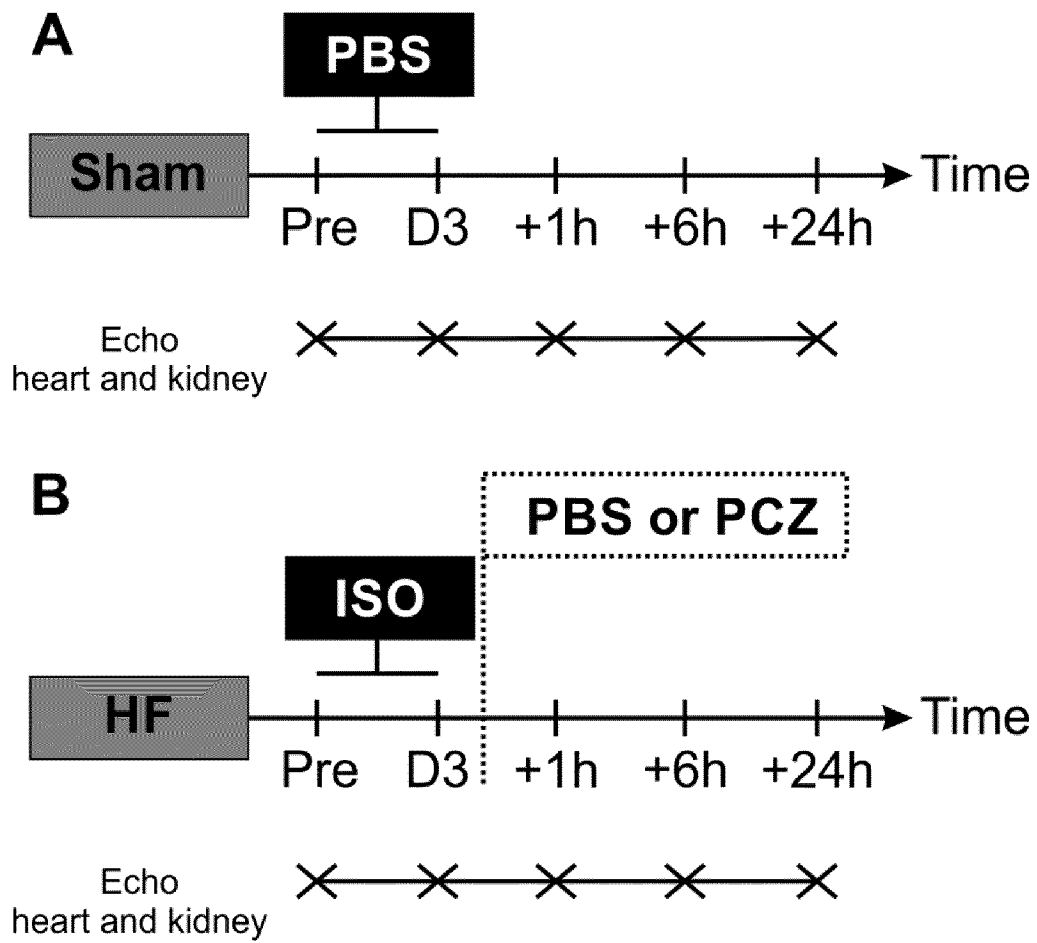 A
PBS
Sham
Time
Pre D3 +1h +6h +24h
Echo
heart and kidney
B
PBS or PCZ
ISO
HF
Time
Pre D3 +1h +6h +24h
Echo
heart and kidney